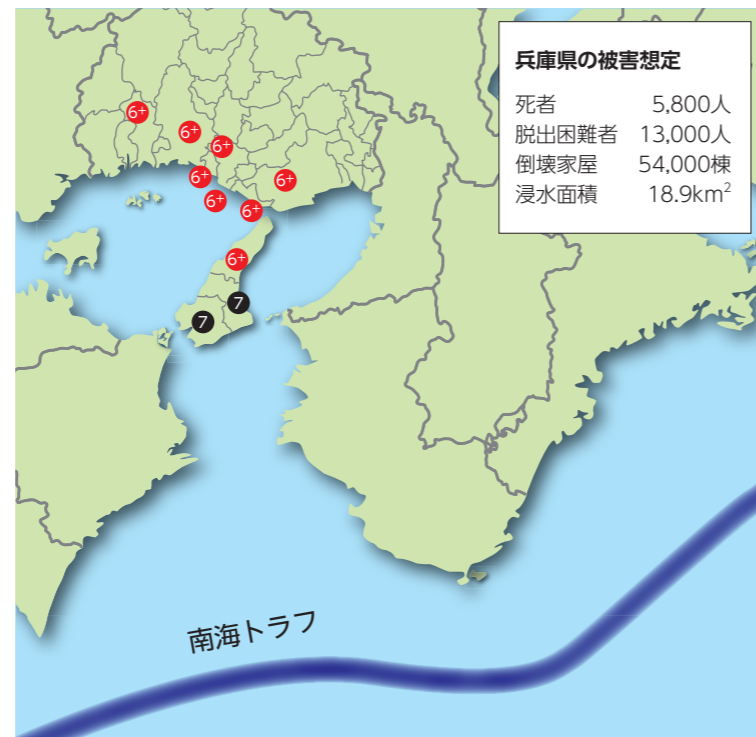 兵庫県の被害想定
死者 5,800人
脱出困難者 13,000人
倒壊家屋 54,000棟
浸水面積 18.9km²
6+
6+
6+
6+
6+
6+
6+
6+
7
7
南海トラフ